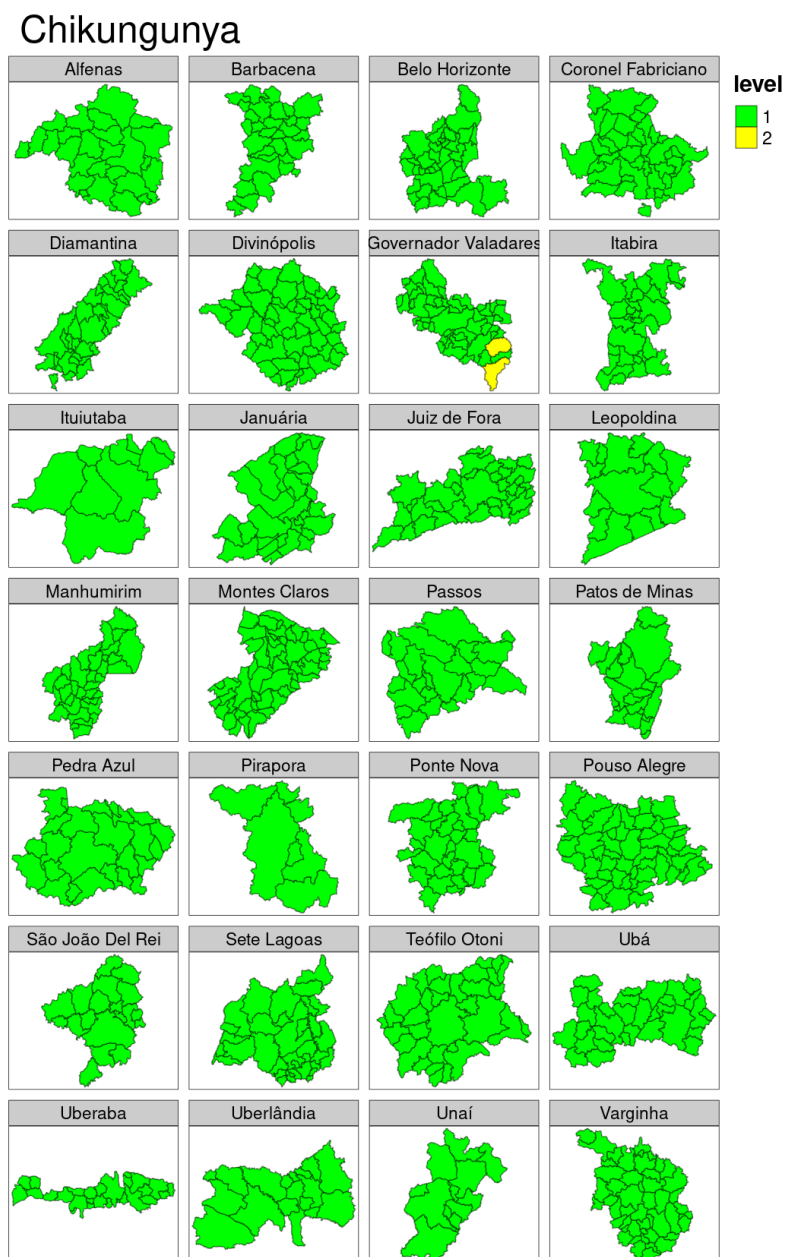 Chikungunya
Alfenas
Barbacena
Belo Horizonte
Coronel Fabriciano
level
1
2
Diamantina
Divinópolis
Governador Valadares
Itabira
Ituiutaba
Januária
Juiz de Fora
Leopoldina
Manhumirim
Montes Claros
Passos
Patos de Minas
Pedra Azul
Pirapora
Ponte Nova
Pouso Alegre
São João Del Rei
Sete Lagoas
Teófilo Otoni
Ubá
Uberaba
Uberlândia
Unaí
Varginha